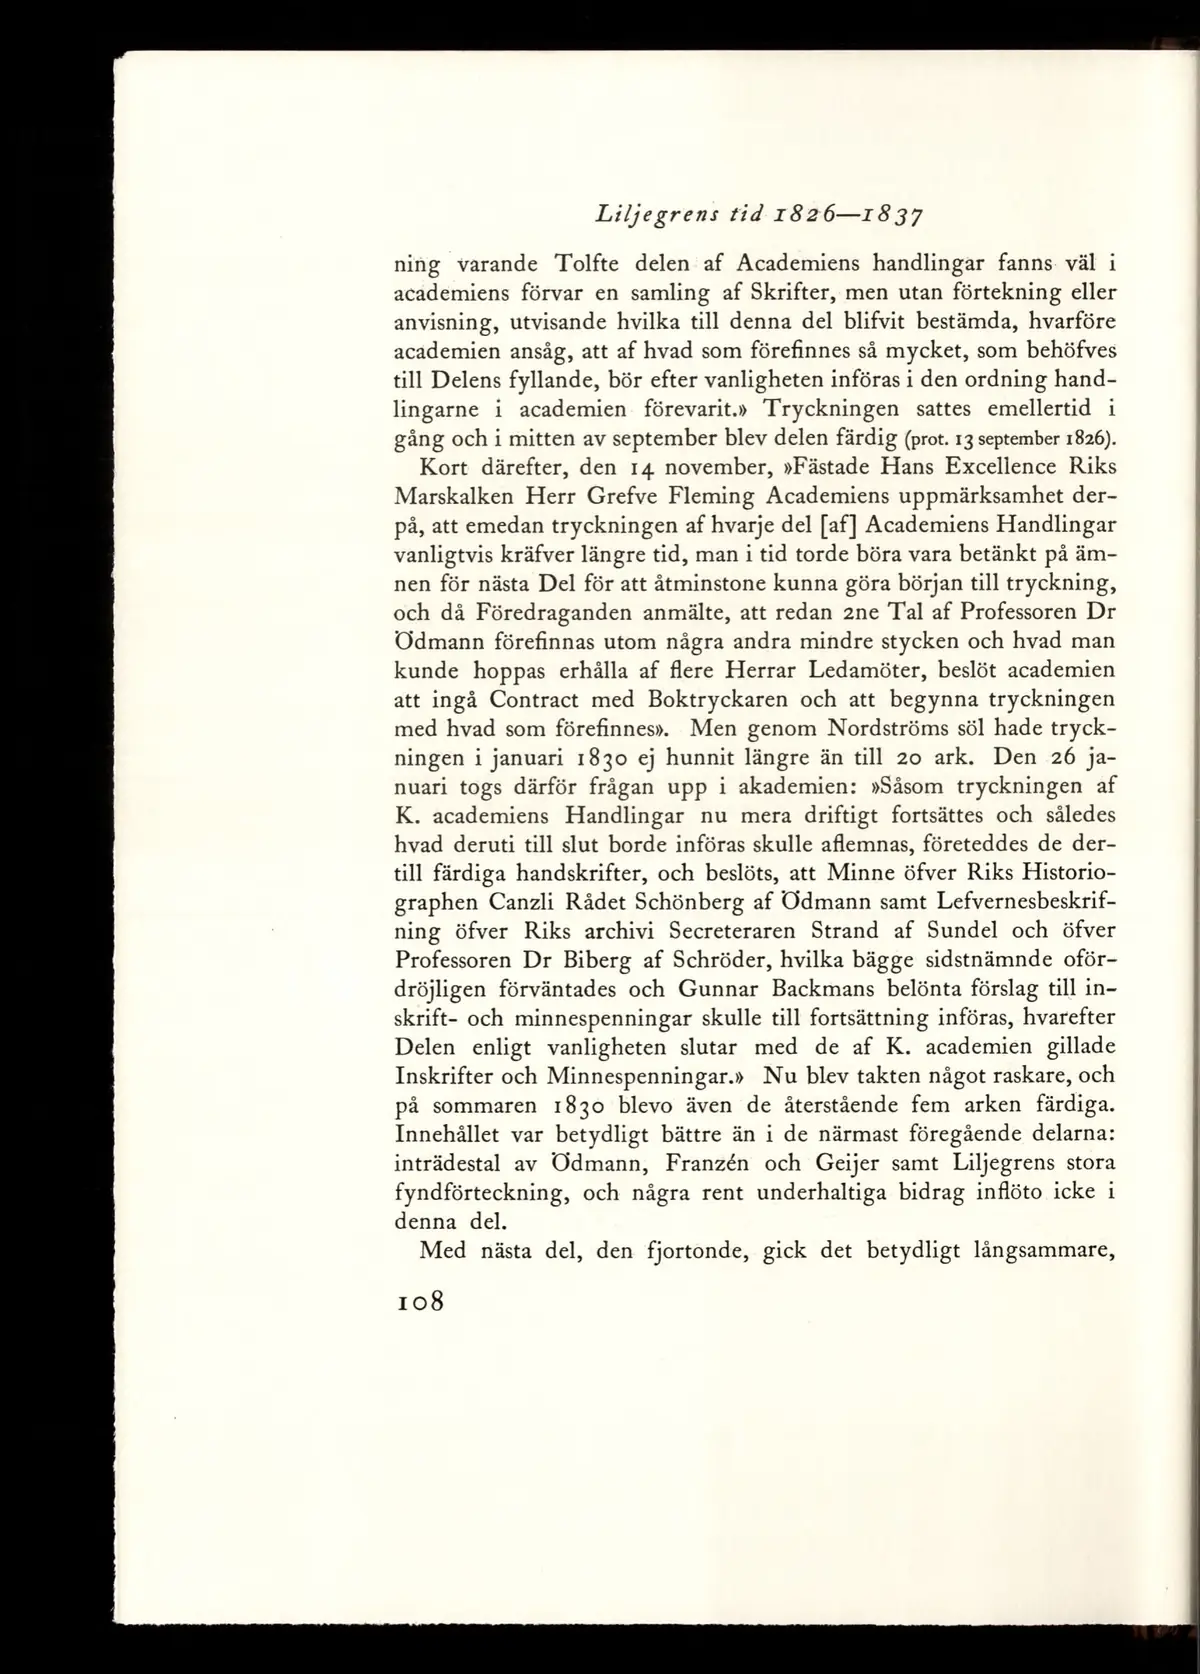 Liljegrens tid 1826—1837
ning varande Tolfte delen af Academiens handlingar fanns väl i
academiens förvar en samling af Skrifter, men utan förtekning eller
anvisning, utvisande hvilka till denna del blifvit bestämda, hvarföre
academien ansåg, att af hvad som förefinnes så mycket, som behöfves
till Delens fyllande, bör efter vanligheten införas i den ordning hand-
lingarne i academien förevarit.» Tryckningen sattes emellertid i
gång och i mitten av september blev delen färdig (prot. 13 september 1826).
Kort därefter, den 14 november, »Fästade Hans Excellence Riks
Marskalken Herr Grefve Fleming Academiens uppmärksamhet der-
på, att emedan tryckningen af hvarje del [af] Academiens Handlingar
vanligtvis kräfver längre tid, man i tid torde böra vara betänkt på äm-
nen för nästa Del för att åtminstone kunna göra början till tryckning,
och då Föredraganden anmälte, att redan 2ne Tal af Professoren Dr
Ödmann förefinnas utom några andra mindre stycken och hvad man
kunde hoppas erhålla af flere Herrar Ledamöter, beslöt academien
att ingå Contract med Boktryckaren och att begynna tryckningen
med hvad som förefinnes». Men genom Nordströms söl hade tryck-
ningen i januari 1830 ej hunnit längre än till 20 ark. Den 26 ja-
nuari togs därför frågan upp i akademien: »Såsom tryckningen af
K. academiens Handlingar nu mera driftigt fortsättes och således
hvad deruti till slut borde införas skulle aflemnas, företeddes de der-
till färdiga handskrifter, och beslöts, att Minne öfver Riks Historio-
graphen Canzli Rådet Schönberg af Ödmann samt Lefvernesbeskrif-
ning öfver Riks archivi Secreteraren Strand af Sundel och öfver
Professoren Dr Biberg af Schröder, hvilka bägge sidstnämnde oför-
dröjligen förväntades och Gunnar Backmans belönta förslag till in-
skrift- och minnespenningar skulle till fortsättning införas, hvarefter
Delen enligt vanligheten slutar med de af K. academien gillade
Inskrifter och Minnespenningar.» Nu blev takten något raskare, och
på sommaren 1830 blevo även de återstående fem arken färdiga.
Innehållet var betydligt bättre än i de närmast föregående delarna:
inträdestal av Ödmann, Franzén och Geijer samt Liljegrens stora
fyndförteckning, och några rent underhaltiga bidrag inflöto icke i
denna del.
Med nästa del, den fjortonde, gick det betydligt långsammare,
108